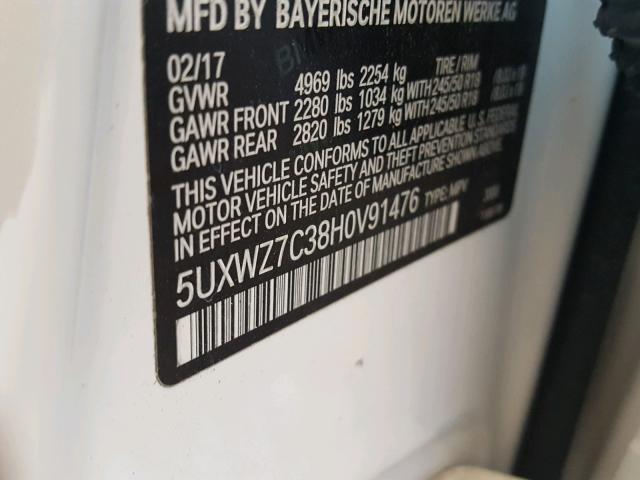 MFD BY BAYERISCHE MOTOREN WERKE AG
02/17 TIRE / RIM
GVWR 4969 lbs 2254 kg
GAWR FRONT 2280 lbs 1034 kg WITH 245/50 R18
GAWR REAR 2820 lbs 1279 kg WITH 245/50 R18
THIS VEHICLE CONFORMS TO ALL APPLICABLE U.S. FEDERAL
MOTOR VEHICLE SAFETY AND THEFT PREVENTION STANDARDS
IN EFFECT ON THE DATE OF MANUFACTURE SHOWN ABOVE.
5UXWZ7C38H0V91476 TYPE: MPV